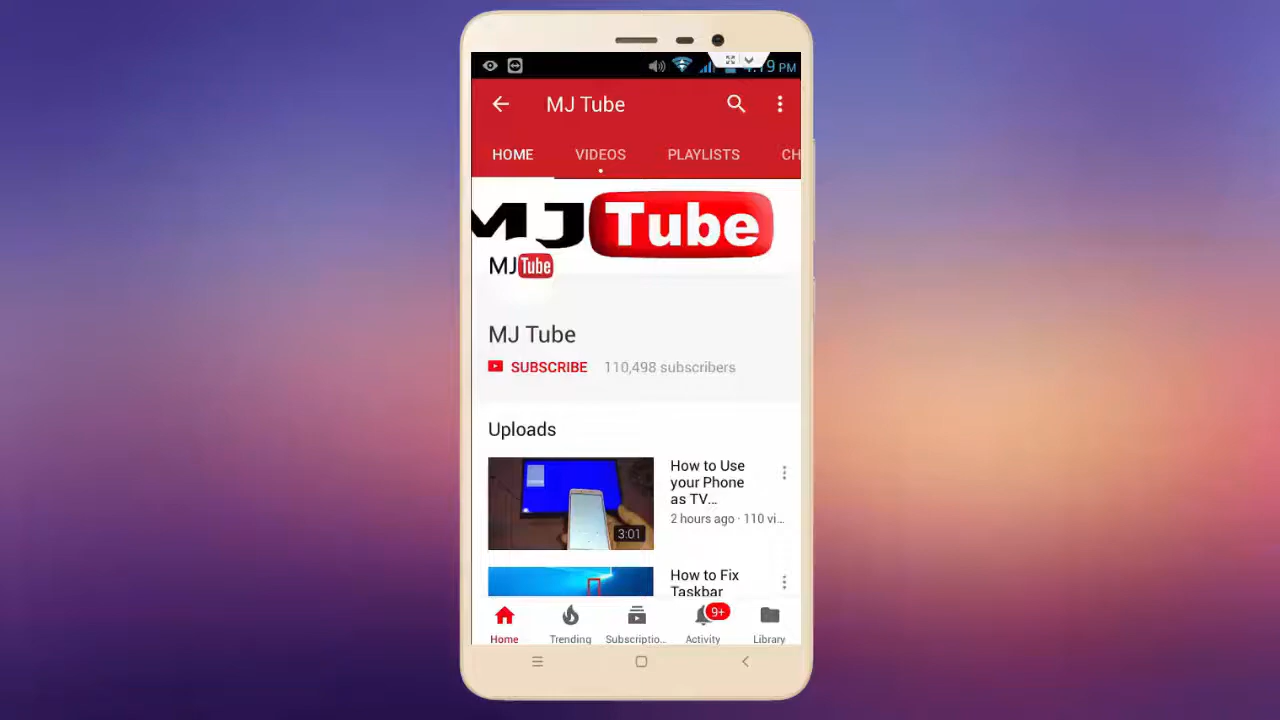 PM
MJ Tube
HOME VIDEOS PLAYLISTS CH
MJ Tube
MJ Tube
MJ Tube
SUBSCRIBE 110,498 subscribers
Uploads
How to Use
your Phone
as TV...
2 hours ago · 110 vi...
3:01
How to Fix
Taskbar
9+
Home Trending Subscriptio... Activity Library